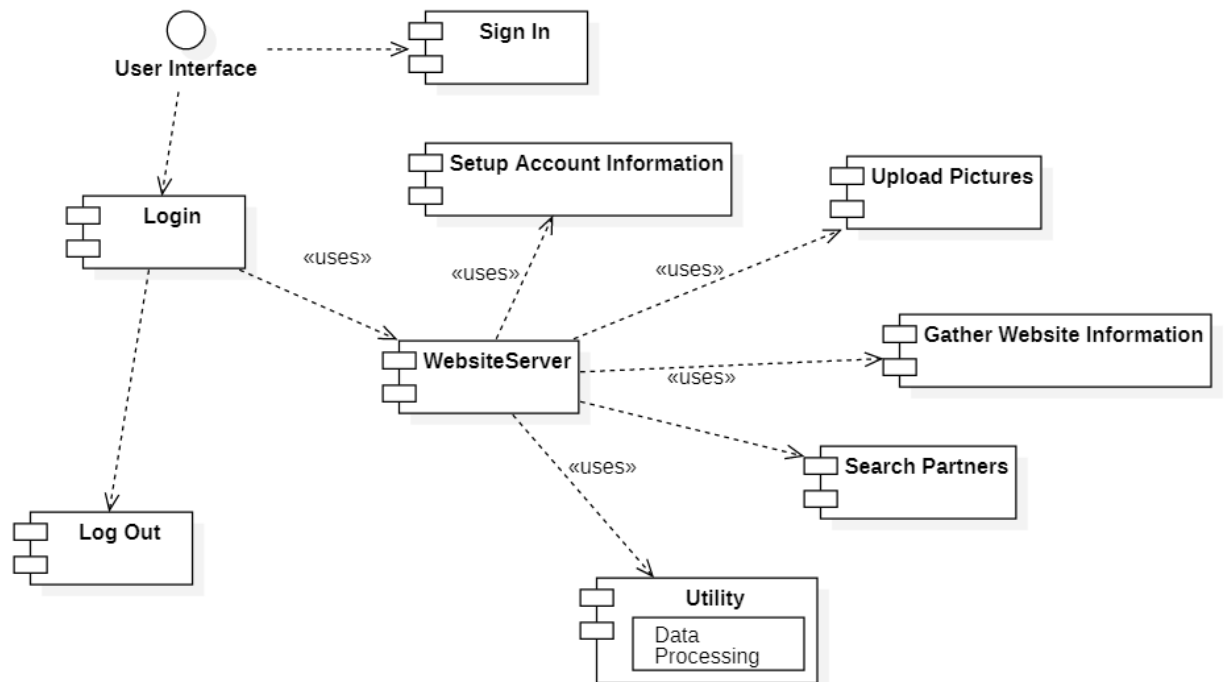 Sign In
User Interface
Setup Account Information
Upload Pictures
Login
«uses»
«uses»
«uses»
Gather Website Information
WebsiteServer
«uses»
Search Partners
«uses»
Log Out
Utility
Data
Processing